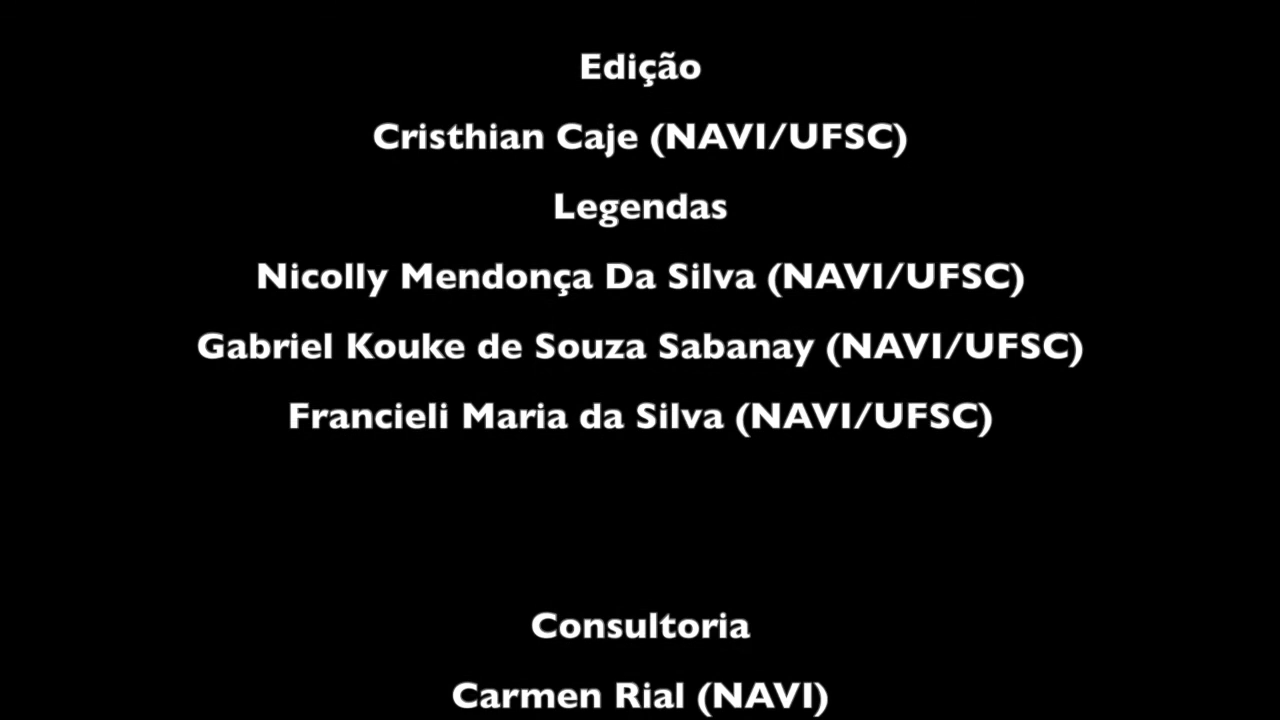 Edição
Cristhian Caje (NAVI/UFSC)
Legendas
Nicolly Mendonça Da Silva (NAVI/UFSC)
Gabriel Kouke de Souza Sabanay (NAVI/UFSC)
Francieli Maria da Silva (NAVI/UFSC)
Consultoria
Carmen Rial (NAVI)